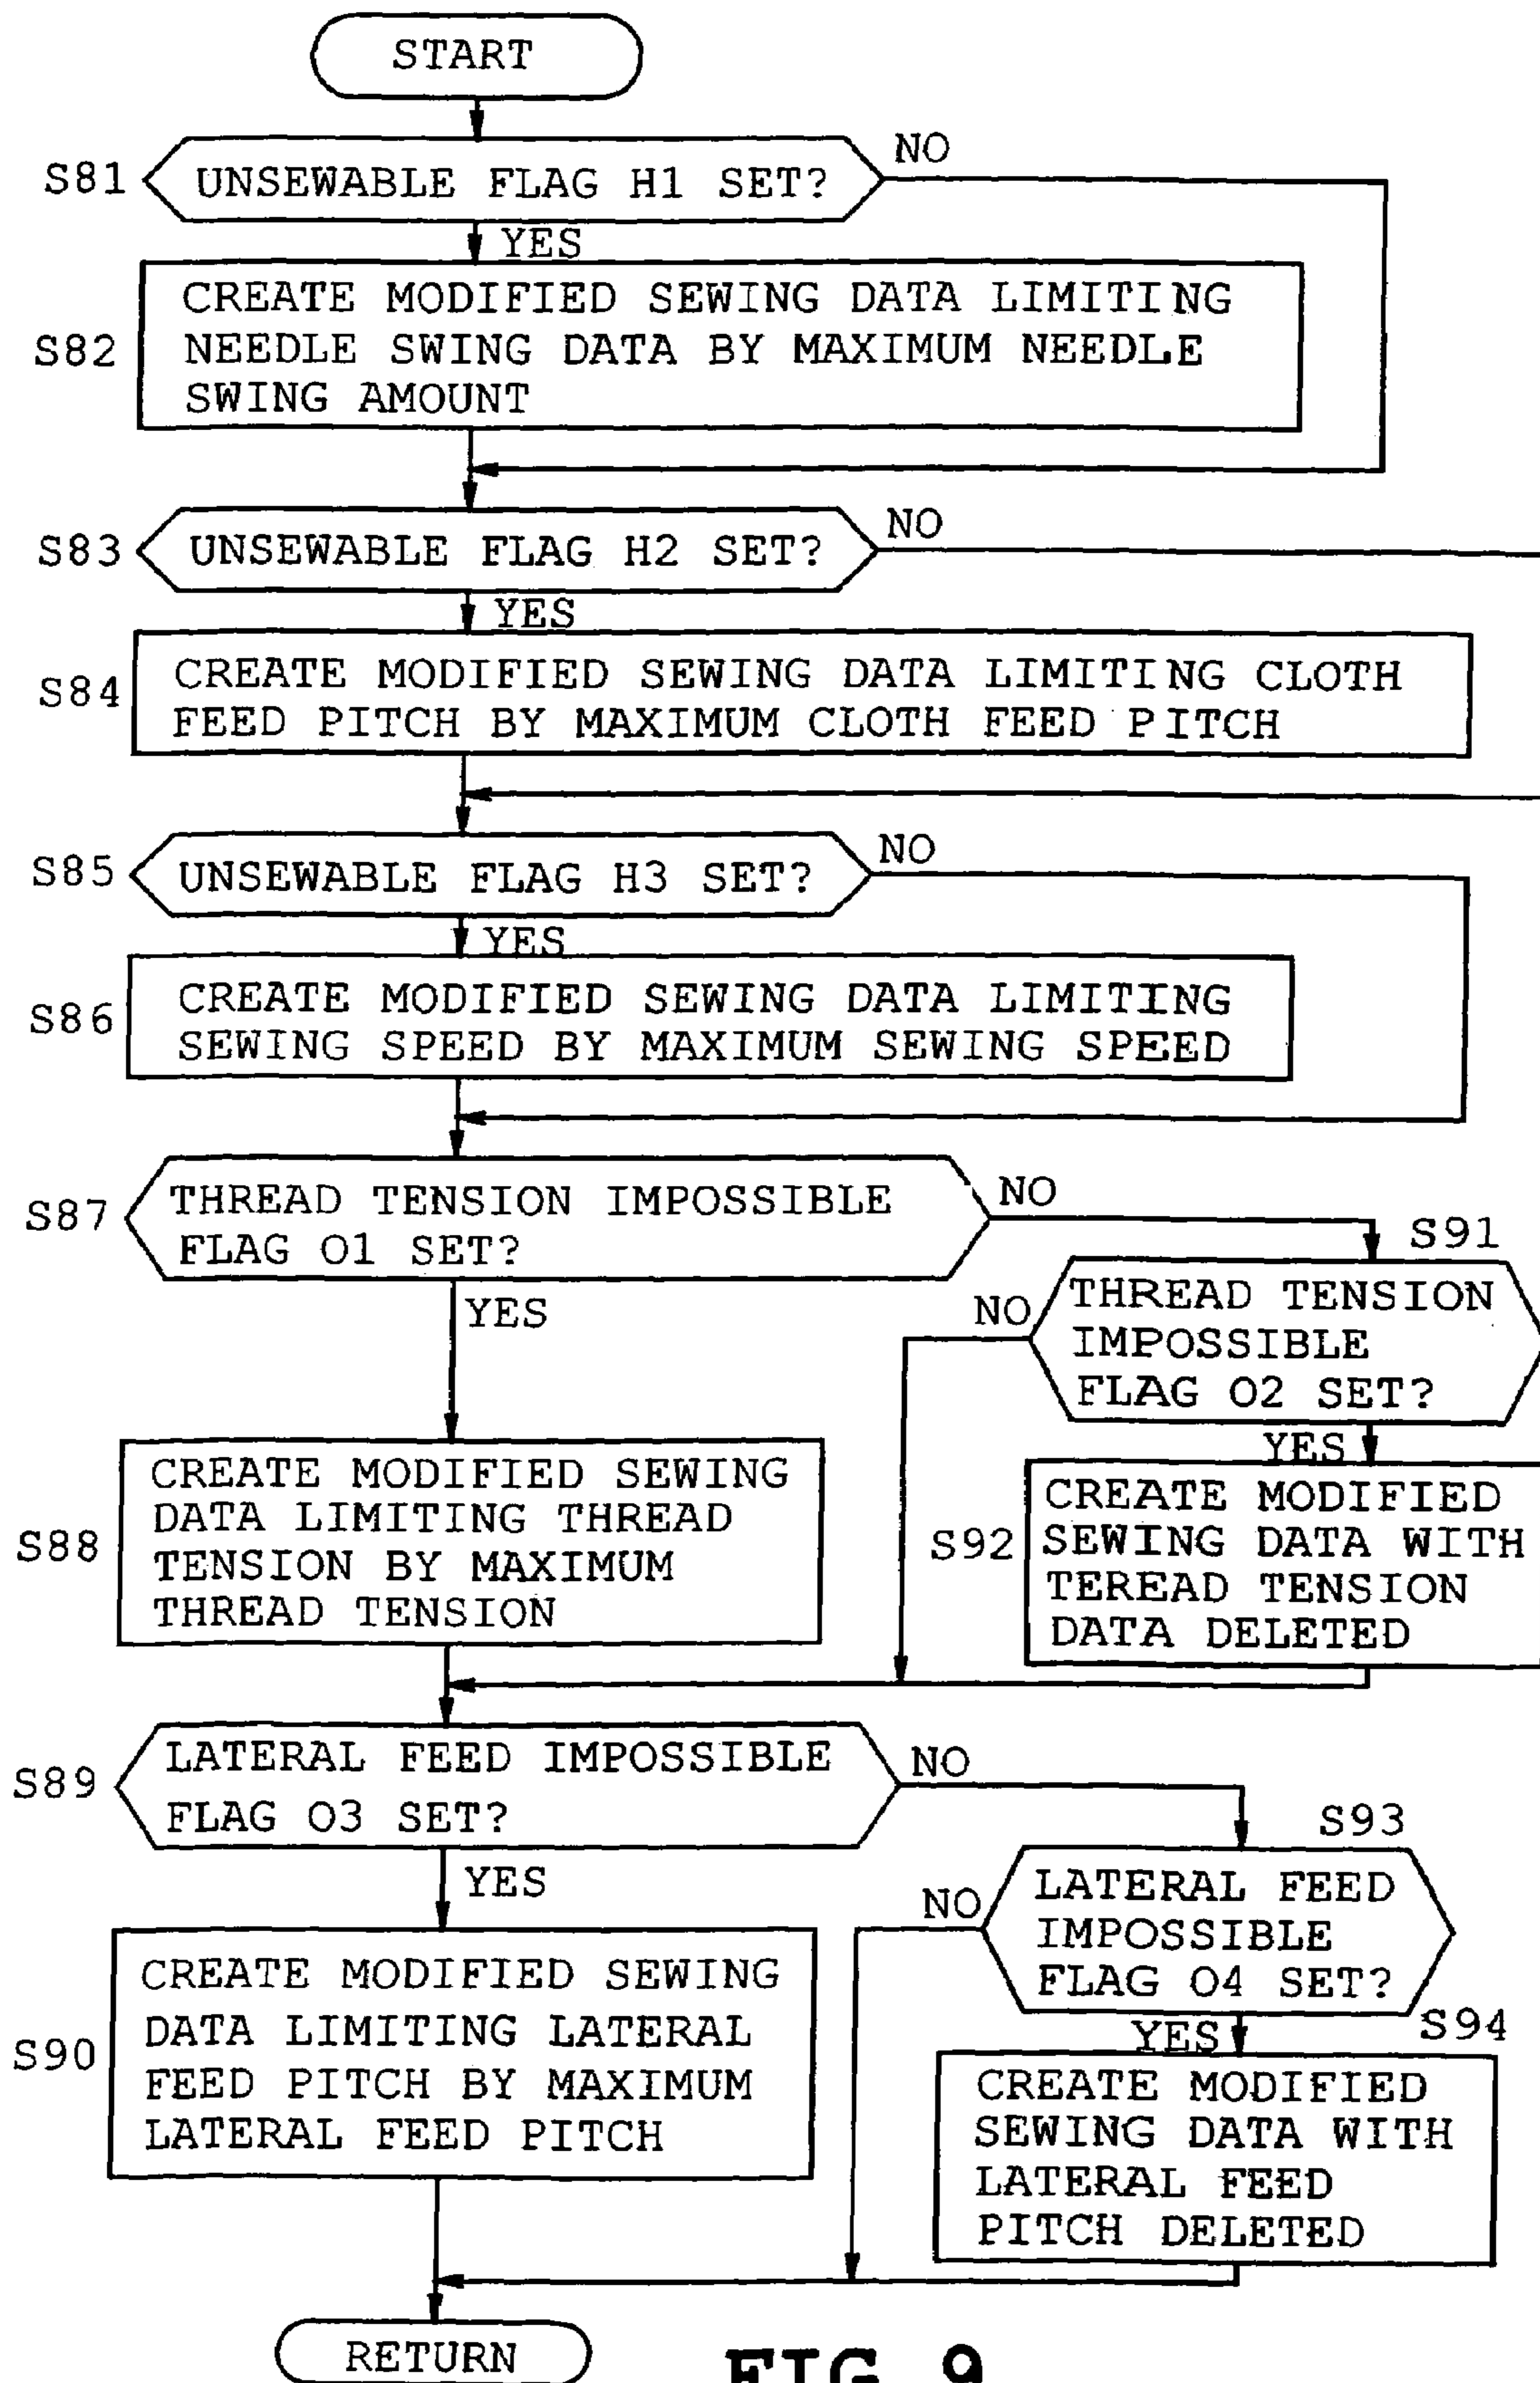 START
S81
UNSEWABLE FLAG H1 SET?
NO
YES
S82
CREATE MODIFIED SEWING DATA LIMITING
NEEDLE SWING DATA BY MAXIMUM NEEDLE
SWING AMOUNT
S83
UNSEWABLE FLAG H2 SET?
NO
YES
S84
CREATE MODIFIED SEWING DATA LIMITING CLOTH
FEED PITCH BY MAXIMUM CLOTH FEED PITCH
S85
UNSEWABLE FLAG H3 SET?
NO
YES
S86
CREATE MODIFIED SEWING DATA LIMITING
SEWING SPEED BY MAXIMUM SEWING SPEED
S87
THREAD TENSION IMPOSSIBLE
FLAG O1 SET?
NO
YES
S91
THREAD TENSION
IMPOSSIBLE
FLAG O2 SET?
NO
YES
S88
CREATE MODIFIED SEWING
DATA LIMITING THREAD
TENSION BY MAXIMUM
THREAD TENSION
S92
CREATE MODIFIED
SEWING DATA WITH
TEREAD TENSION
DATA DELETED
S89
LATERAL FEED IMPOSSIBLE
FLAG O3 SET?
NO
YES
S93
LATERAL FEED
IMPOSSIBLE
FLAG O4 SET?
NO
YES
S90
CREATE MODIFIED SEWING
DATA LIMITING LATERAL
FEED PITCH BY MAXIMUM
LATERAL FEED PITCH
S94
CREATE MODIFIED
SEWING DATA WITH
LATERAL FEED
PITCH DELETED
RETURN
FIG. 9